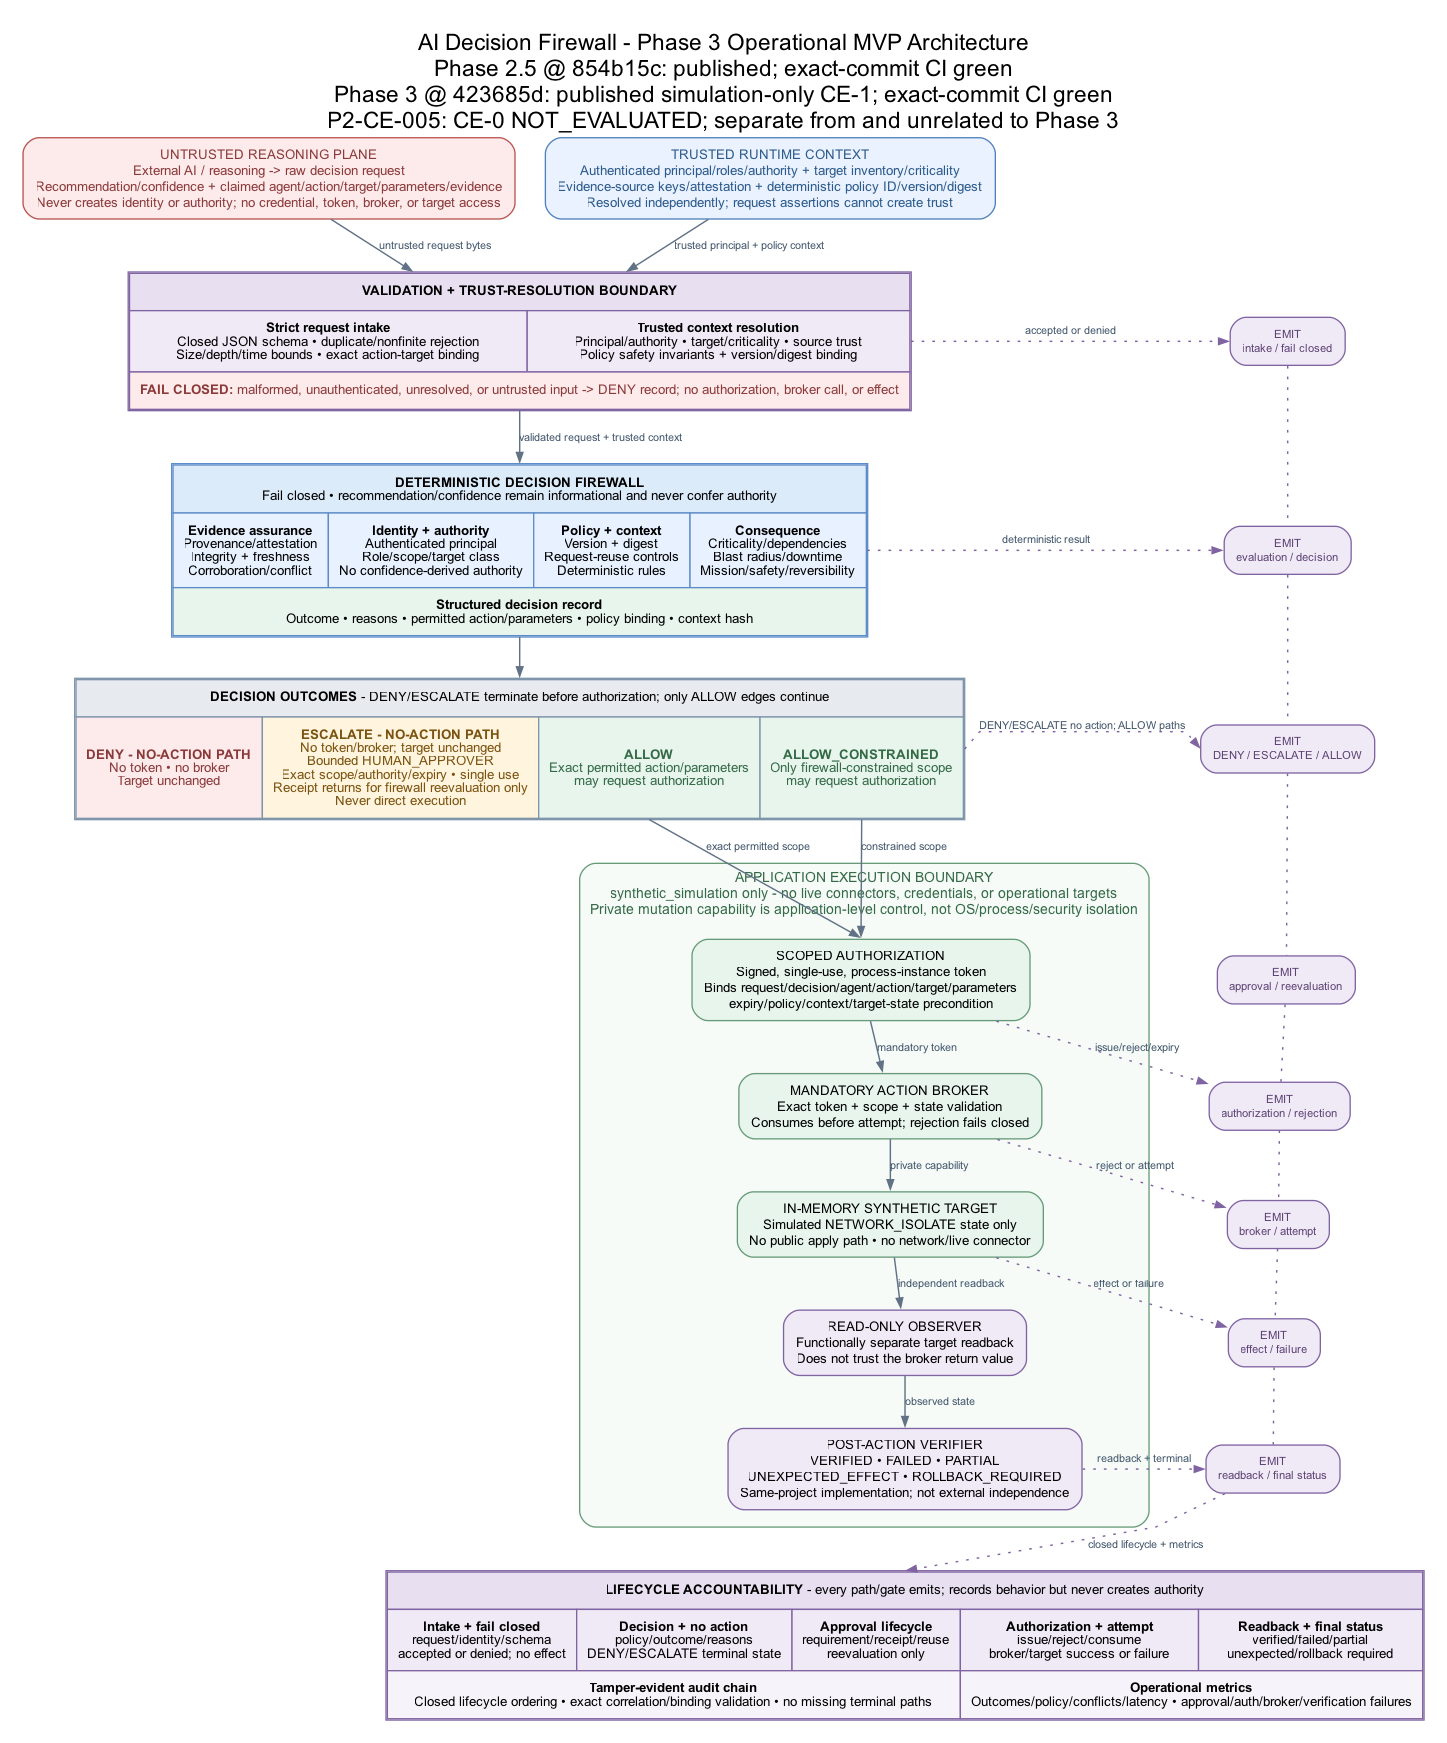 AI Decision Firewall - Phase 3 Operational MVP Architecture
Phase 2.5 @ 854b15c: published; exact-commit CI green
Phase 3 @ 423685d: published simulation-only CE-1; exact-commit CI green
P2-CE-005: CE-0 NOT_EVALUATED; separate from and unrelated to Phase 3
UNTRUSTED REASONING PLANE
External AI / reasoning -> raw decision request
Recommendation/confidence + claimed agent/action/target/parameters/evidence
Never creates identity or authority; no credential, token, broker, or target access
TRUSTED RUNTIME CONTEXT
Authenticated principal/roles/authority + target inventory/criticality
Evidence-source keys/attestation + deterministic policy ID/version/digest
Resolved independently; request assertions cannot create trust
untrusted request bytes
trusted principal + policy context
VALIDATION + TRUST-RESOLUTION BOUNDARY
Strict request intake
Closed JSON schema • duplicate/nonfinite rejection
Size/depth/time bounds • exact action-target binding
Trusted context resolution
Principal/authority • target/criticality • source trust
Policy safety invariants + version/digest binding
FAIL CLOSED: malformed, unauthenticated, unresolved, or untrusted input -> DENY record; no authorization, broker call, or effect
accepted or denied
EMIT
intake / fail closed
validated request + trusted context
DETERMINISTIC DECISION FIREWALL
Fail closed • recommendation/confidence remain informational and never confer authority
Evidence assurance
Provenance/attestation
Integrity + freshness
Corroboration/conflict
Identity + authority
Authenticated principal
Role/scope/target class
No confidence-derived authority
Policy + context
Version + digest
Request-reuse controls
Deterministic rules
Consequence
Criticality/dependencies
Blast radius/downtime
Mission/safety/reversibility
Structured decision record
Outcome • reasons • permitted action/parameters • policy binding • context hash
deterministic result
EMIT
evaluation / decision
DECISION OUTCOMES - DENY/ESCALATE terminate before authorization; only ALLOW edges continue
DENY - NO-ACTION PATH
No token • no broker
Target unchanged
ESCALATE - NO-ACTION PATH
No token/broker; target unchanged
Bounded HUMAN_APPROVER
Exact scope/authority/expiry • single use
Receipt returns for firewall reevaluation only
Never direct execution
ALLOW
Exact permitted action/parameters
may request authorization
ALLOW_CONSTRAINED
Only firewall-constrained scope
may request authorization
DENY/ESCALATE no action; ALLOW paths
EMIT
DENY / ESCALATE / ALLOW
exact permitted scope
constrained scope
APPLICATION EXECUTION BOUNDARY
synthetic_simulation only - no live connectors, credentials, or operational targets
Private mutation capability is application-level control, not OS/process/security isolation
SCOPED AUTHORIZATION
Signed, single-use, process-instance token
Binds request/decision/agent/action/target/parameters
expiry/policy/context/target-state precondition
EMIT
approval / reevaluation
mandatory token
issue/reject/expiry
MANDATORY ACTION BROKER
Exact token + scope + state validation
Consumes before attempt; rejection fails closed
EMIT
authorization / rejection
private capability
reject or attempt
IN-MEMORY SYNTHETIC TARGET
Simulated NETWORK_ISOLATE state only
No public apply path • no network/live connector
EMIT
broker / attempt
independent readback
effect or failure
READ-ONLY OBSERVER
Functionally separate target readback
Does not trust the broker return value
EMIT
effect / failure
observed state
POST-ACTION VERIFIER
VERIFIED • FAILED • PARTIAL
UNEXPECTED_EFFECT • ROLLBACK_REQUIRED
Same-project implementation; not external independence
readback + terminal
EMIT
readback / final status
closed lifecycle + metrics
LIFECYCLE ACCOUNTABILITY - every path/gate emits; records behavior but never creates authority
Intake + fail closed
request/identity/schema
accepted or denied; no effect
Decision + no action
policy/outcome/reasons
DENY/ESCALATE terminal state
Approval lifecycle
requirement/receipt/reuse
reevaluation only
Authorization + attempt
issue/reject/consume
broker/target success or failure
Readback + final status
verified/failed/partial
unexpected/rollback required
Tamper-evident audit chain
Closed lifecycle ordering • exact correlation/binding validation • no missing terminal paths
Operational metrics
Outcomes/policy/conflicts/latency • approval/auth/broker/verification failures